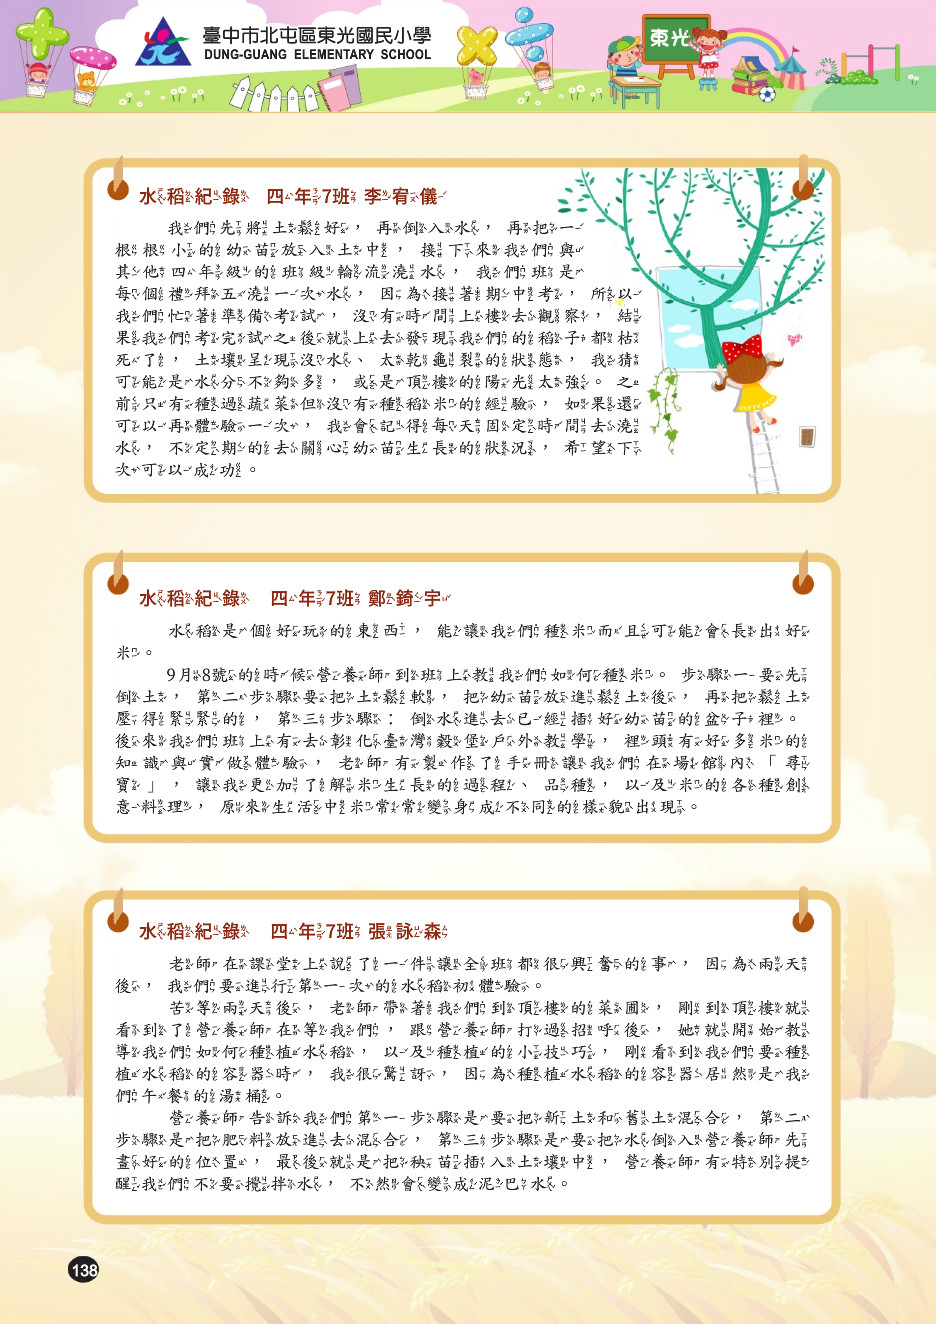 臺中市北屯區東光國民小學
DUNG-GUANG ELEMENTARY SCHOOL
東光
水稻紀錄 四年7班 李宥儀
我們先將土鬆好，再倒入水，再把一
根根小的幼苗放入土中，接下來我們與
其他四年級的班級輪流澆水，我們班是
每個禮拜五澆一次水，因為接著期中考，所以
我們忙著準備考試，沒有時間上樓去觀察，結
果我們考完試之後就上去發現我們的稻子都枯
死了，土壤呈現沒水、太乾龜裂的狀態，我猜
可能是水分不夠多，或是頂樓的陽光太強。之
前只有種過蔬菜但沒有種稻米的經驗，如果還
可以再體驗一次，我會記得每天固定時間去澆
水，不定期的去關心幼苗生長的狀況，希望下
次可以成功。
水稻紀錄 四年7班 鄭錡宇
水稻是個好玩的東西，能讓我們種米而且可能會長出好
米。
9月8號的時候營養師到班上教我們如何種米。步驟一要先
倒土，第二步驟要把土鬆軟，把幼苗放進鬆土後，再把鬆土
壓得緊緊的，第三步驟：倒水進去已經插好幼苗的盆子裡。
後來我們班上有去彰化臺灣穀堡戶外教學，裡頭有好多米的
知識與實做體驗，老師有製作了手冊讓我們在場館內「尋
寶」，讓我更加了解米生長的過程、品種，以及米的各種創
意料理，原來生活中米常常變身成不同的樣貌出現。
水稻紀錄 四年7班 張詠森
老師在課堂上說了一件讓全班都很興奮的事，因為兩天
後，我們要進行第一次的水稻初體驗。
苦等兩天後，老師帶著我們到頂樓的菜圃，剛到頂樓就
看到了營養師在等我們，跟營養師打過招呼後，她就開始教
導我們如何種植水稻，以及種植的小技巧，剛看到我們要種
植水稻的容器時，我很驚訝，因為種植水稻的容器居然是我
們午餐的湯桶。
營養師告訴我們第一步驟是要把新土和舊土混合，第二
步驟是把肥料放進去混合，第三步驟是要把水倒入營養師先
畫好的位置，最後就是把秧苗插入土壤中，營養師有特別提
醒我們不要攪拌水，不然會變成泥巴水。
138